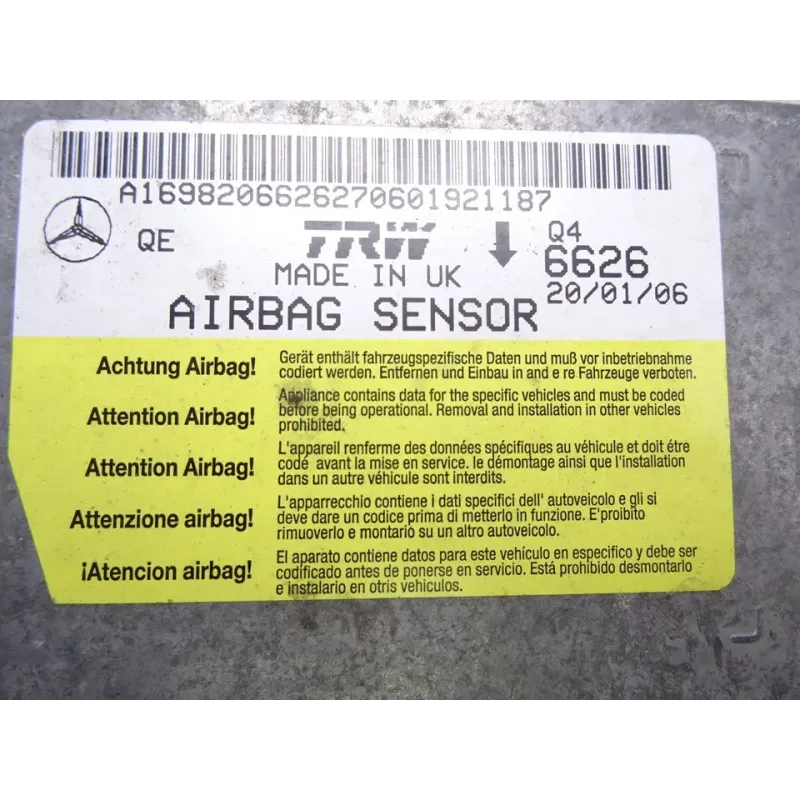 A1698206626270601921187
QE TRW Q4
MADE IN UK 6626
20/01/06
AIRBAG SENSOR
Achtung Airbag!
Gerät enthält fahrzeugspezifische Daten und muß vor inbetriebnahme
codiert werden. Entfernen und Einbau in and e re Fahrzeuge verboten.
Attention Airbag!
Appliance contains data for the specific vehicles and must be coded
before being operational. Removal and installation in other vehicles
prohibited.
Attention Airbag!
L'appareil renferme des données spécifiques au véhicule et doit étre
codé avant la mise en service. le démontage ainsi que l'installation
dans un autre véhicule sont interdits.
Attenzione airbag!
L'apparrecchio contiene i dati specifici dell' autoveicolo e gli si
deve dare un codice prima di metterlo in funzione. E'proibito
rimuoverlo e montario su un altro autoveicolo.
¡Atencion airbag!
El aparato contiene datos para este vehículo en especifico y debe ser
codificado antes de ponerse en servicio. Está prohibido desmontarlo
e instalario en otris vehículos.